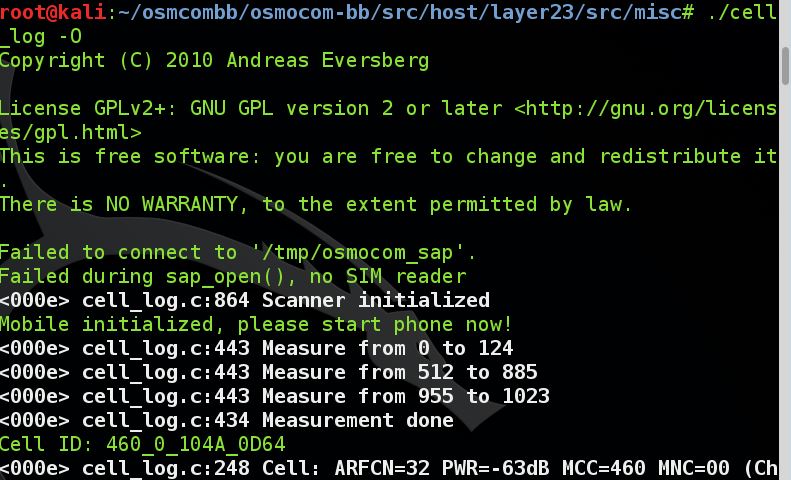 root@kali:~/osmcombb/osmocom-bb/src/host/layer23/src/misc# ./cell
_log -O
Copyright (C) 2010 Andreas Eversberg
License GPLv2+: GNU GPL version 2 or later <http://gnu.org/licens
es/gpl.html>
This is free software: you are free to change and redistribute it
.
There is NO WARRANTY, to the extent permitted by law.
Failed to connect to '/tmp/osmocom_sap'.
Failed during sap_open(), no SIM reader
<000e> cell_log.c:864 Scanner initialized
Mobile initialized, please start phone now!
<000e> cell_log.c:443 Measure from 0 to 124
<000e> cell_log.c:443 Measure from 512 to 885
<000e> cell_log.c:443 Measure from 955 to 1023
<000e> cell_log.c:434 Measurement done
Cell ID: 460_0_104A_0D64
<000e> cell_log.c:248 Cell: ARFCN=32 PWR=-63dB MCC=460 MNC=00 (Ch